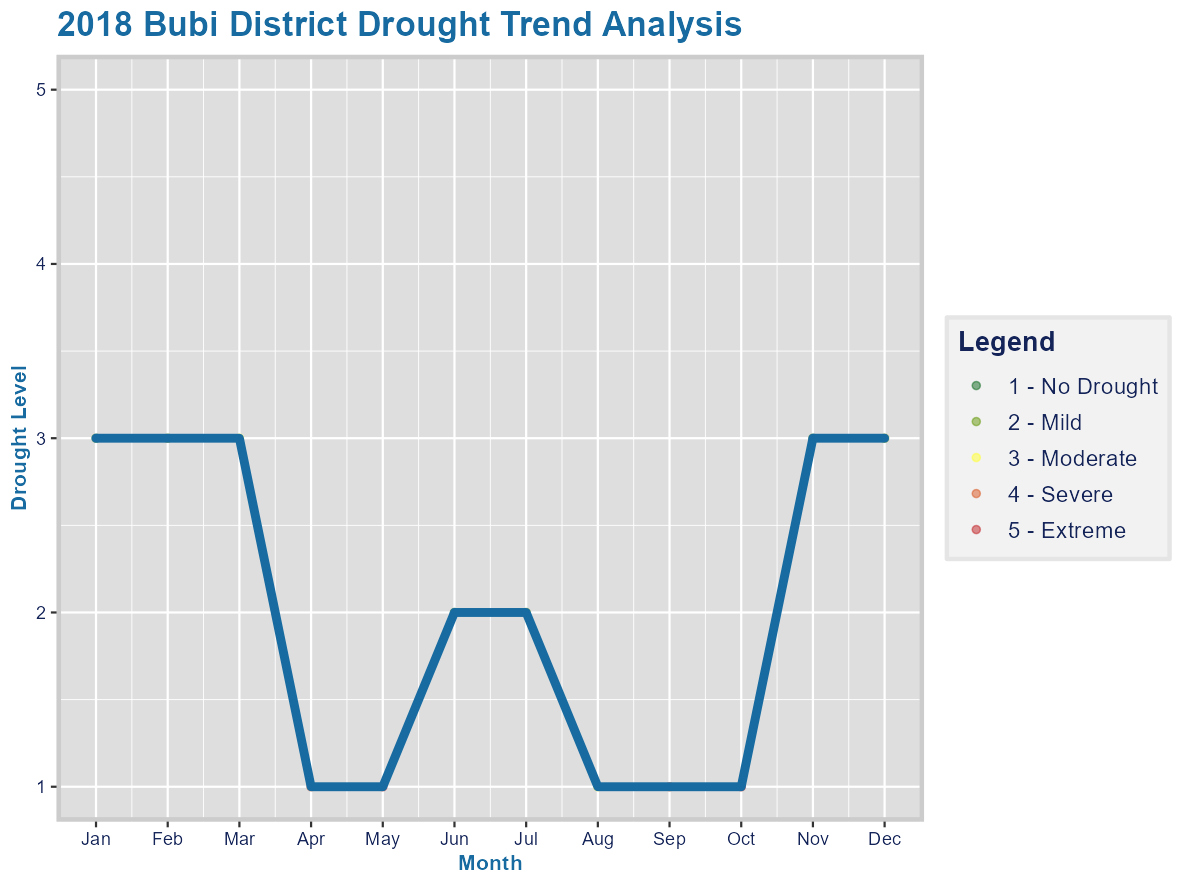 2018 Bubi District Drought Trend Analysis
5
4
3
2
1
Drought Level
Jan Feb Mar Apr May Jun Jul Aug Sep Oct Nov Dec
Month
Legend
1 - No Drought
2 - Mild
3 - Moderate
4 - Severe
5 - Extreme